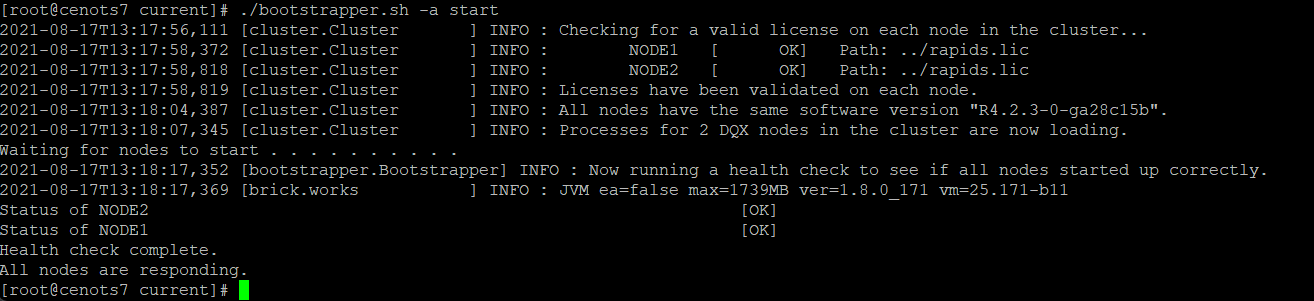 [root@cenots7 current]# ./bootstrapper.sh -a start
2021-08-17T13:17:56,111 [cluster.Cluster       ] INFO : Checking for a valid license on each node in the cluster...
2021-08-17T13:17:58,372 [cluster.Cluster       ] INFO :        NODE1   [      OK]   Path: ../rapids.lic
2021-08-17T13:17:58,818 [cluster.Cluster       ] INFO :        NODE2   [      OK]   Path: ../rapids.lic
2021-08-17T13:17:58,819 [cluster.Cluster       ] INFO : Licenses have been validated on each node.
2021-08-17T13:18:04,387 [cluster.Cluster       ] INFO : All nodes have the same software version "R4.2.3-0-ga28c15b".
2021-08-17T13:18:07,345 [cluster.Cluster       ] INFO : Processes for 2 DQX nodes in the cluster are now loading.
Waiting for nodes to start . . . . . . . . . .
2021-08-17T13:18:17,352 [bootstrapper.Bootstrapper] INFO : Now running a health check to see if all nodes started up correctly.
2021-08-17T13:18:17,369 [brick.works           ] INFO : JVM ea=false max=1739MB ver=1.8.0_171 vm=25.171-b11
Status of NODE2                                                    [OK]
Status of NODE1                                                    [OK]
Health check complete.
All nodes are responding.
[root@cenots7 current]#